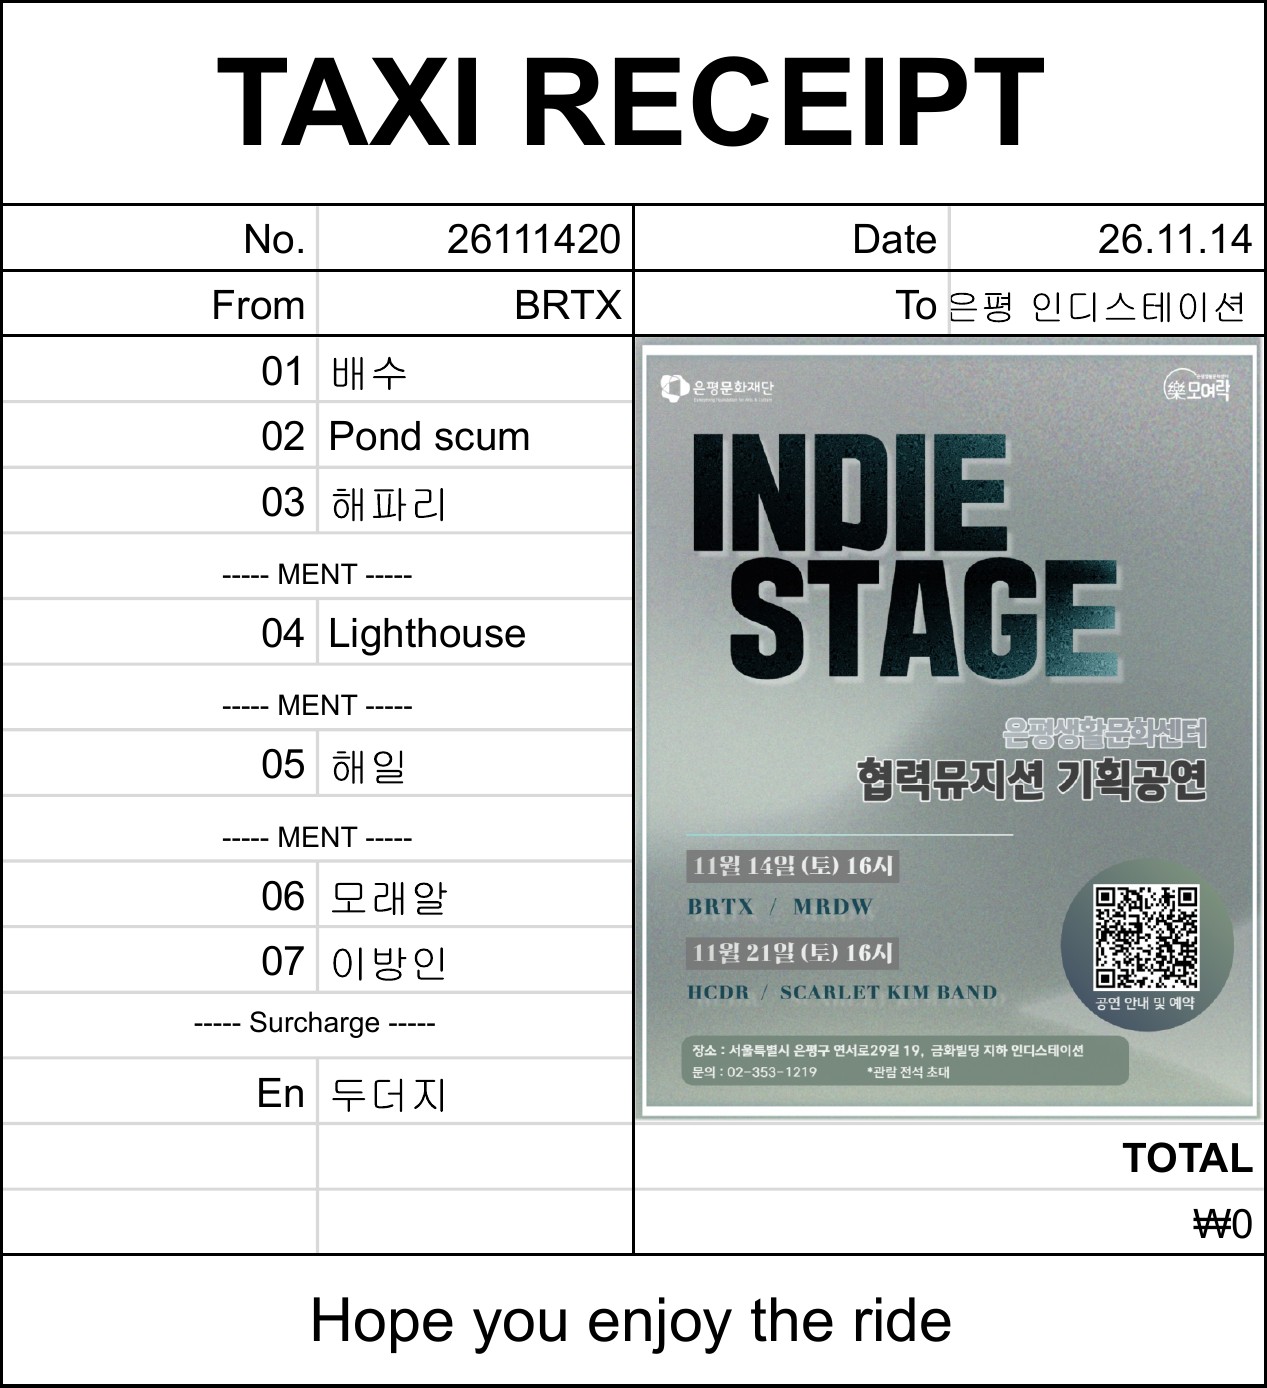 TAXI RECEIPT
No. 26111420 Date 26.11.14
From BRTX To 은평 인디스테이션
01 배수
02 Pond scum
03 해파리
----- MENT -----
04 Lighthouse
----- MENT -----
05 해일
----- MENT -----
06 모래알
07 이방인
----- Surcharge -----
En 두더지
은평문화재단
樂모여락
INDIE
STAGE
은평생활문화센터
협력뮤지션 기획공연
11월 14일 (토) 16시
BRTX / MRDW
11월 21일 (토) 16시
HCDR / SCARLET KIM BAND
공연 안내 및 예약
장소 : 서울특별시 은평구 연서로29길 19, 금화빌딩 지하 인디스테이션
문의 : 02-353-1219 *관람 전석 초대
TOTAL
₩0
Hope you enjoy the ride